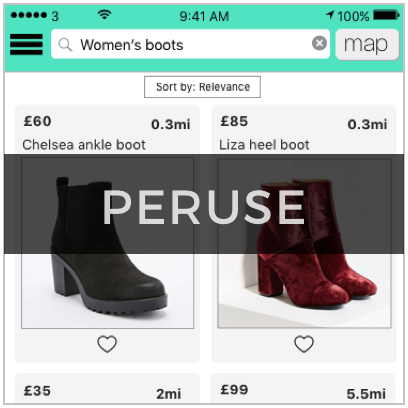 3 9:41 AM 100%
Women's boots map
Sort by: Relevance
£60 0.3mi
Chelsea ankle boot
£85 0.3mi
Liza heel boot
PERUSE
£35 2mi
£99 5.5mi